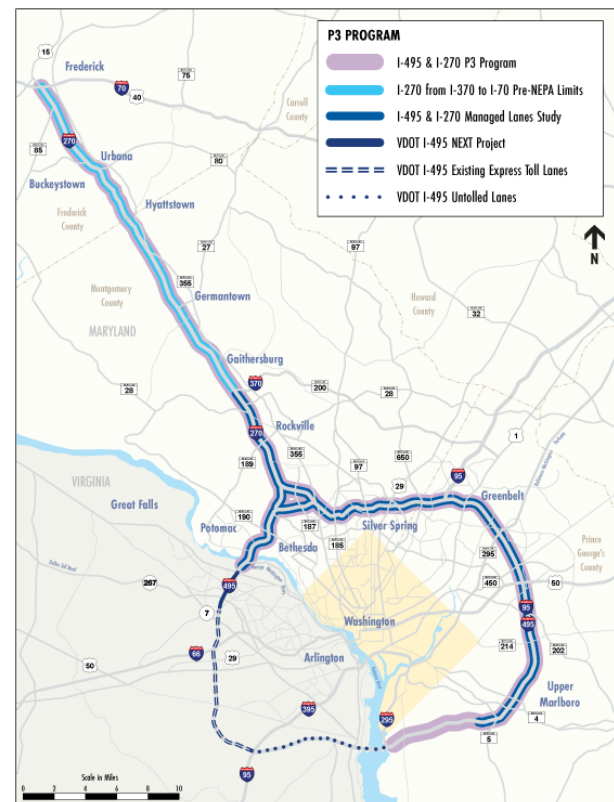 P3 PROGRAM
I-495 & I-270 P3 Program
I-270 from I-370 to I-70 Pre-NEPA Limits
I-495 & I-270 Managed Lanes Study
VDOT I-495 NEXT Project
VDOT I-495 Existing Express Toll Lanes
VDOT I-495 Untolled Lanes
N
15
Frederick
75
70
40
Carroll
County
270
Urbana
85
80
Buckeystown
Hyattstown
Frederick
County
27
97
355
Montgomery
County
Germantown
Howard
County
32
MARYLAND
Gaithersburg
370
28
200
28
270
Rockville
1
355
97
650
189
29
95
VIRGINIA
Great Falls
190
Greenbelt
Potomac
187
Silver Spring
185
Bethesda
295
Prince
George's
County
495
267
450
50
7
Washington
95
495
66
29
50
Arlington
214
202
395
295
Upper
Marlboro
4
5
95
Scale in Miles
0 2 4 6 8 10